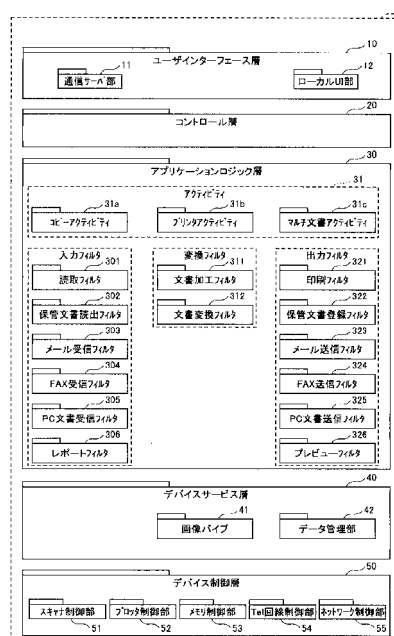 10
ユーザインターフェース層
11
12
通信サーバ部
ローカルUI部
20
コントロール層
30
アプリケーションロジック層
31
アクティビティ
31a
31b
31c
コピーアクティビティ
プリンタアクティビティ
マルチ文書アクティビティ
入力フィルタ
変換フィルタ
出力フィルタ
301
311
321
読取フィルタ
文書加工フィルタ
印刷フィルタ
302
312
322
保管文書読出フィルタ
文書変換フィルタ
保管文書登録フィルタ
303
323
メール受信フィルタ
メール送信フィルタ
304
324
FAX受信フィルタ
FAX送信フィルタ
305
325
PC文書受信フィルタ
PC文書送信フィルタ
306
326
レポートフィルタ
プレビューフィルタ
40
デバイスサービス層
41
42
画像パイプ
データ管理部
50
デバイス制御層
スキャナ制御部
プロッタ制御部
メモリ制御部
Tel回線制御部
ネットワーク制御部
51
52
53
54
55